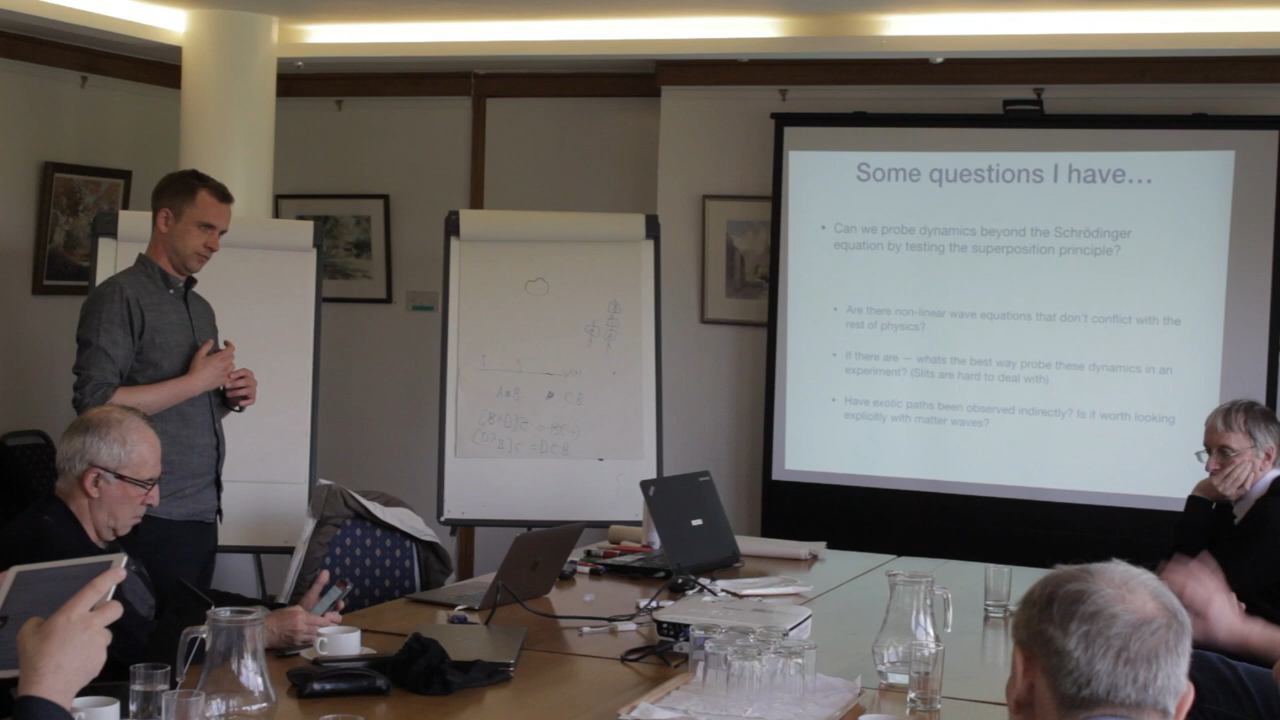 Some questions I have...
• Can we probe dynamics beyond the Schrödinger
equation by testing the superposition principle?
• Are there non-linear wave equations that don't conflict with the
rest of physics?
• If there are — whats the best way probe these dynamics in an
experiment? (Slits are hard to deal with)
• Have exotic paths been observed indirectly? Is it worth looking
explicitly with matter waves?